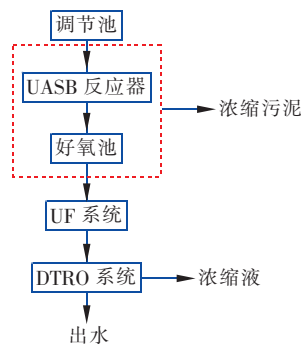 调节池
UASB 反应器
浓缩污泥
好氧池
UF 系统
DTRO 系统
浓缩液
出水